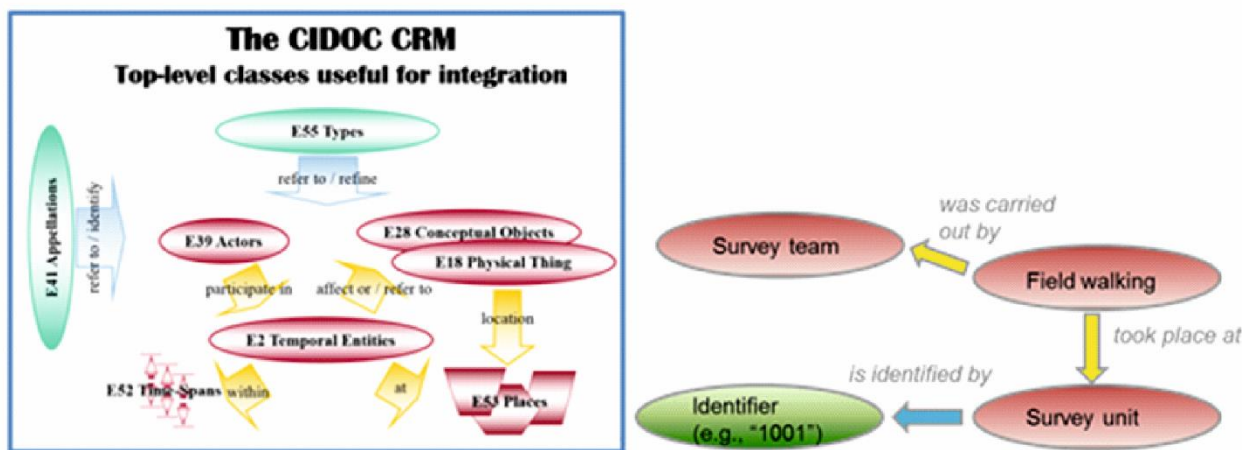 The CIDOC CRM
Top-level classes useful for integration
E55 Types
refer to / refine
E41 Appellations
refer to / identify
E39 Actors
E28 Conceptual Objects
E18 Physical Thing
participate in
affect or / refer to
location
E2 Temporal Entities
E52 Time-Spans
within
at
E53 Places
was carried
out by
Survey team
Field walking
took place at
is identified by
Identifier
(e.g., “1001”)
Survey unit